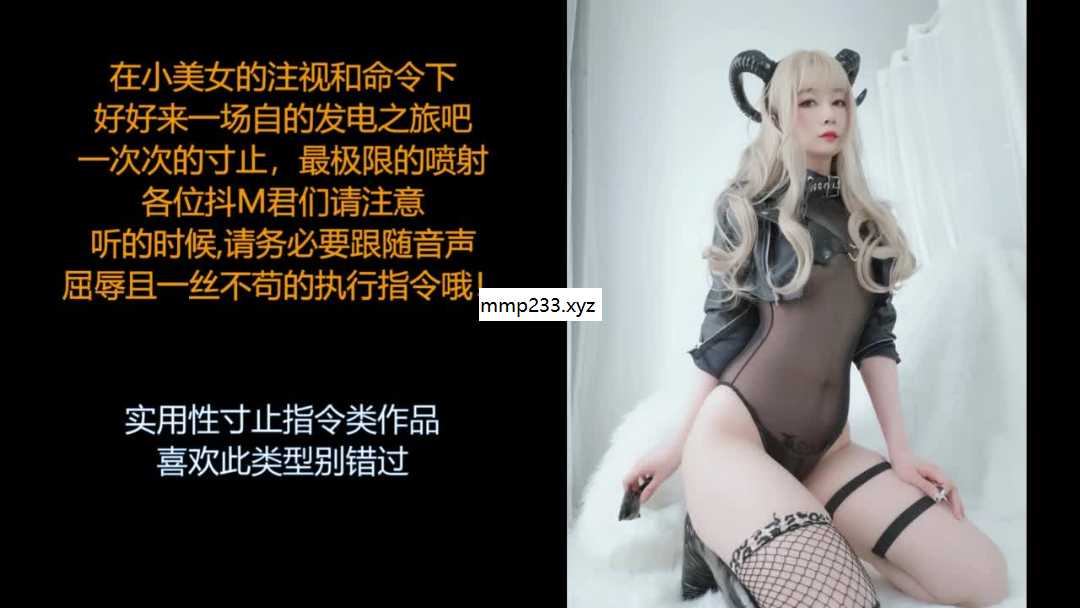 在小美女的注视和命令下
好好来一场自的发电之旅吧
一次次的寸止，最极限的喷射
各位抖M君们请注意
听的时候,请务必要跟随音声
屈辱且一丝不苟的执行指令哦!
mmp233.xyz
实用性寸止指令类作品
喜欢此类型别错过